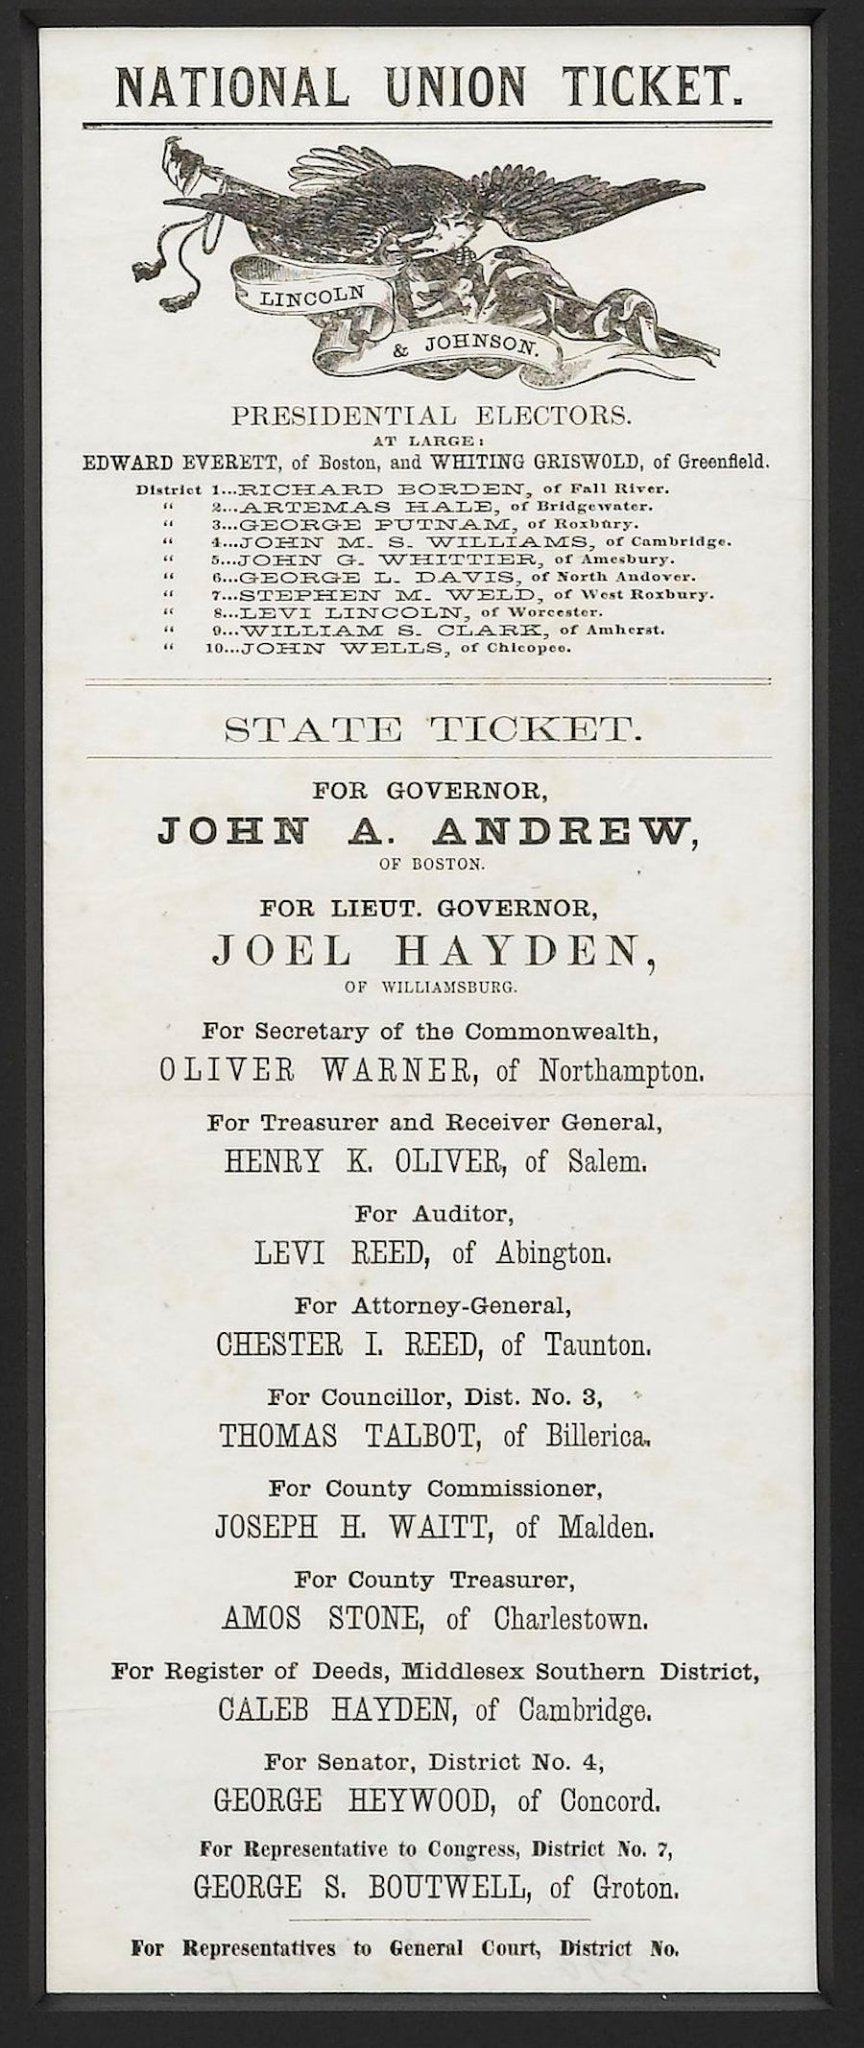 NATIONAL UNION TICKET.
LINCOLN
& JOHNSON.
PRESIDENTIAL ELECTORS.
AT LARGE:
EDWARD EVERETT, of Boston, and WHITING GRISWOLD, of Greenfield.
District 1...RICHARD BORDEN, of Fall River.
" 2...ARTEMAS HALE, of Bridgewater.
" 3...GEORGE PUTNAM, of Roxbury.
" 4...JOHN M. S. WILLIAMS, of Cambridge.
" 5...JOHN G. WHITTIER, of Amesbury.
" 6...GEORGE L. DAVIS, of North Andover.
" 7...STEPHEN M. WELD, of West Roxbury.
" 8...LEVI LINCOLN, of Worcester.
" 9...WILLIAM S. CLARK, of Amherst.
" 10...JOHN WELLS, of Chicopee.
STATE TICKET.
FOR GOVERNOR,
JOHN A. ANDREW,
OF BOSTON.
FOR LIEUT. GOVERNOR,
JOEL HAYDEN,
OF WILLIAMSBURG.
For Secretary of the Commonwealth,
OLIVER WARNER, of Northampton.
For Treasurer and Receiver General,
HENRY K. OLIVER, of Salem.
For Auditor,
LEVI REED, of Abington.
For Attorney-General,
CHESTER I. REED, of Taunton.
For Councillor, Dist. No. 3,
THOMAS TALBOT, of Billerica.
For County Commissioner,
JOSEPH H. WAITT, of Malden.
For County Treasurer,
AMOS STONE, of Charlestown.
For Register of Deeds, Middlesex Southern District,
CALEB HAYDEN, of Cambridge.
For Senator, District No. 4,
GEORGE HEYWOOD, of Concord.
For Representative to Congress, District No. 7,
GEORGE S. BOUTWELL, of Groton.
For Representatives to General Court, District No.